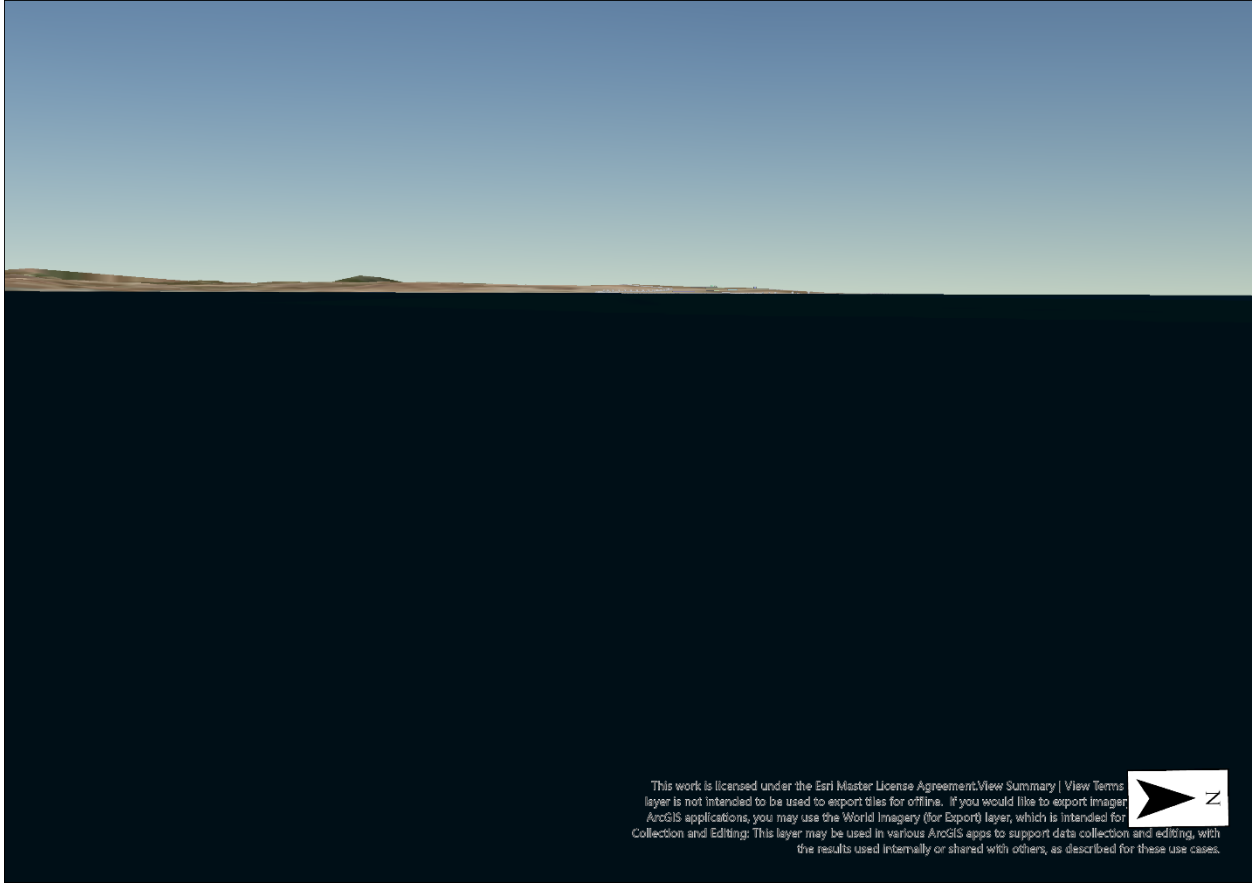 This work is licensed under the Esri Master License Agreement.View Summary | View Terms
layer is not intended to be used to export tiles for offline. If you would like to export imagery
ArcGIS applications, you may use the World Imagery (for Export) layer, which is intended for
Collection and Editing: This layer may be used in various ArcGIS apps to support data collection and editing, with
the results used internally or shared with others, as described for these use cases.
N